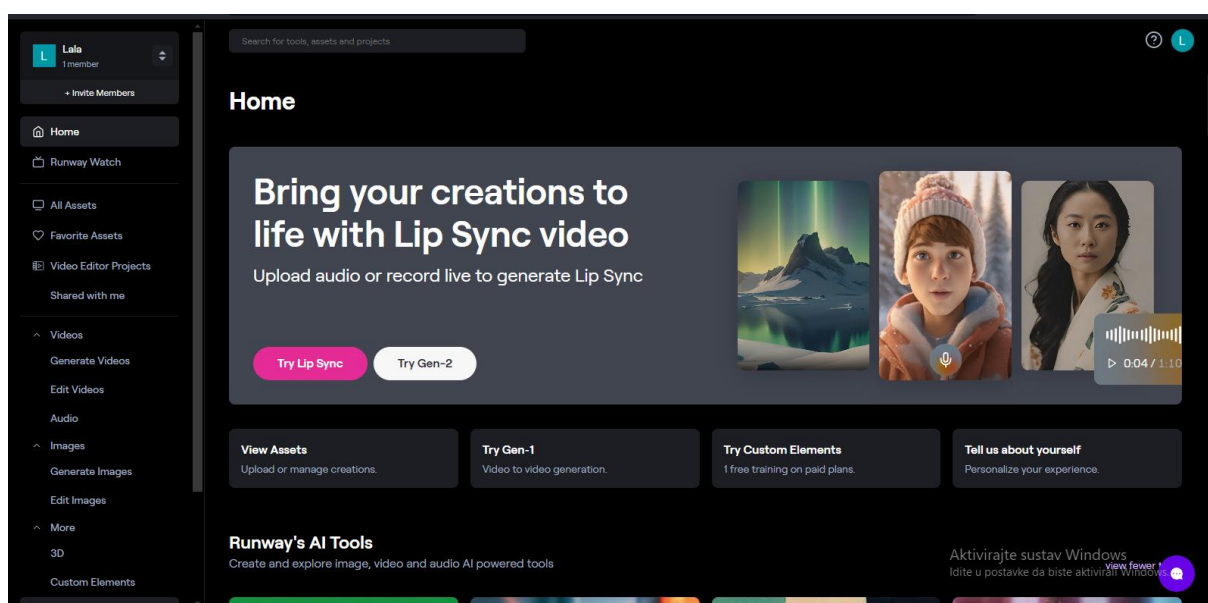 L
Lala
1 member
+ Invite Members
Home
Runway Watch
All Assets
Favorite Assets
Video Editor Projects
Shared with me
Videos
Generate Videos
Edit Videos
Audio
Images
Generate Images
Edit Images
More
3D
Custom Elements
Search for tools, assets and projects
? L
Home
Bring your creations to
life with Lip Sync video
Upload audio or record live to generate Lip Sync
Try Lip Sync Try Gen-2
0:04 / 1:10
View Assets
Upload or manage creations.
Try Gen-1
Video to video generation.
Try Custom Elements
1 free training on paid plans.
Tell us about yourself
Personalize your experience.
Runway's AI Tools
Create and explore image, video and audio AI powered tools
view fewer
Aktivirajte sustav Windows
Idite u postavke da biste aktivirali Windows.